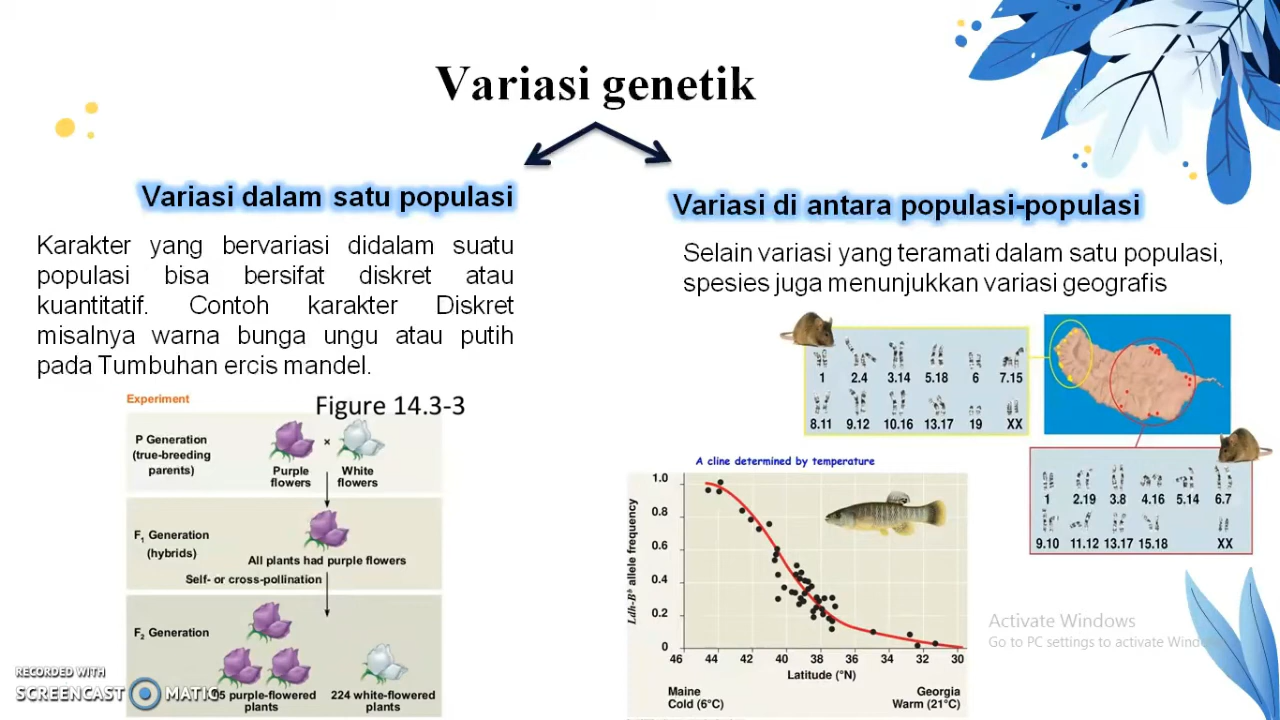 Variasi genetik
Variasi dalam satu populasi
Karakter yang bervariasi didalam suatu
populasi bisa bersifat diskret atau
kuantitatif. Contoh karakter Diskret
misalnya warna bunga ungu atau putih
pada Tumbuhan ercis mandel.
Experiment
Figure 14.3-3
P Generation
(true-breeding
parents)
×
Purple
flowers
White
flowers
F1 Generation
(hybrids)
All plants had purple flowers
Self- or cross-pollination
F2 Generation
05 purple-flowered
plants
224 white-flowered
plants
Variasi di antara populasi-populasi
Selain variasi yang teramati dalam satu populasi,
spesies juga menunjukkan variasi geografis
1 2.4 3.14 5.18 6 7.15
8.11 9.12 10.16 13.17 19 XX
1 2.19 3.8 4.16 5.14 6.7
9.10 11.12 13.17 15.18 XX
A cline determined by temperature
Ldh-Bb allele frequency
1.0
0.8
0.6
0.4
0.2
0
46 44 42 40 38 36 34 32 30
Latitude (°N)
Maine
Cold (6°C)
Georgia
Warm (21°C)
Activate Windows
Go to PC settings to activate Windows
RECORDED WITH
SCREENCAST MATIC